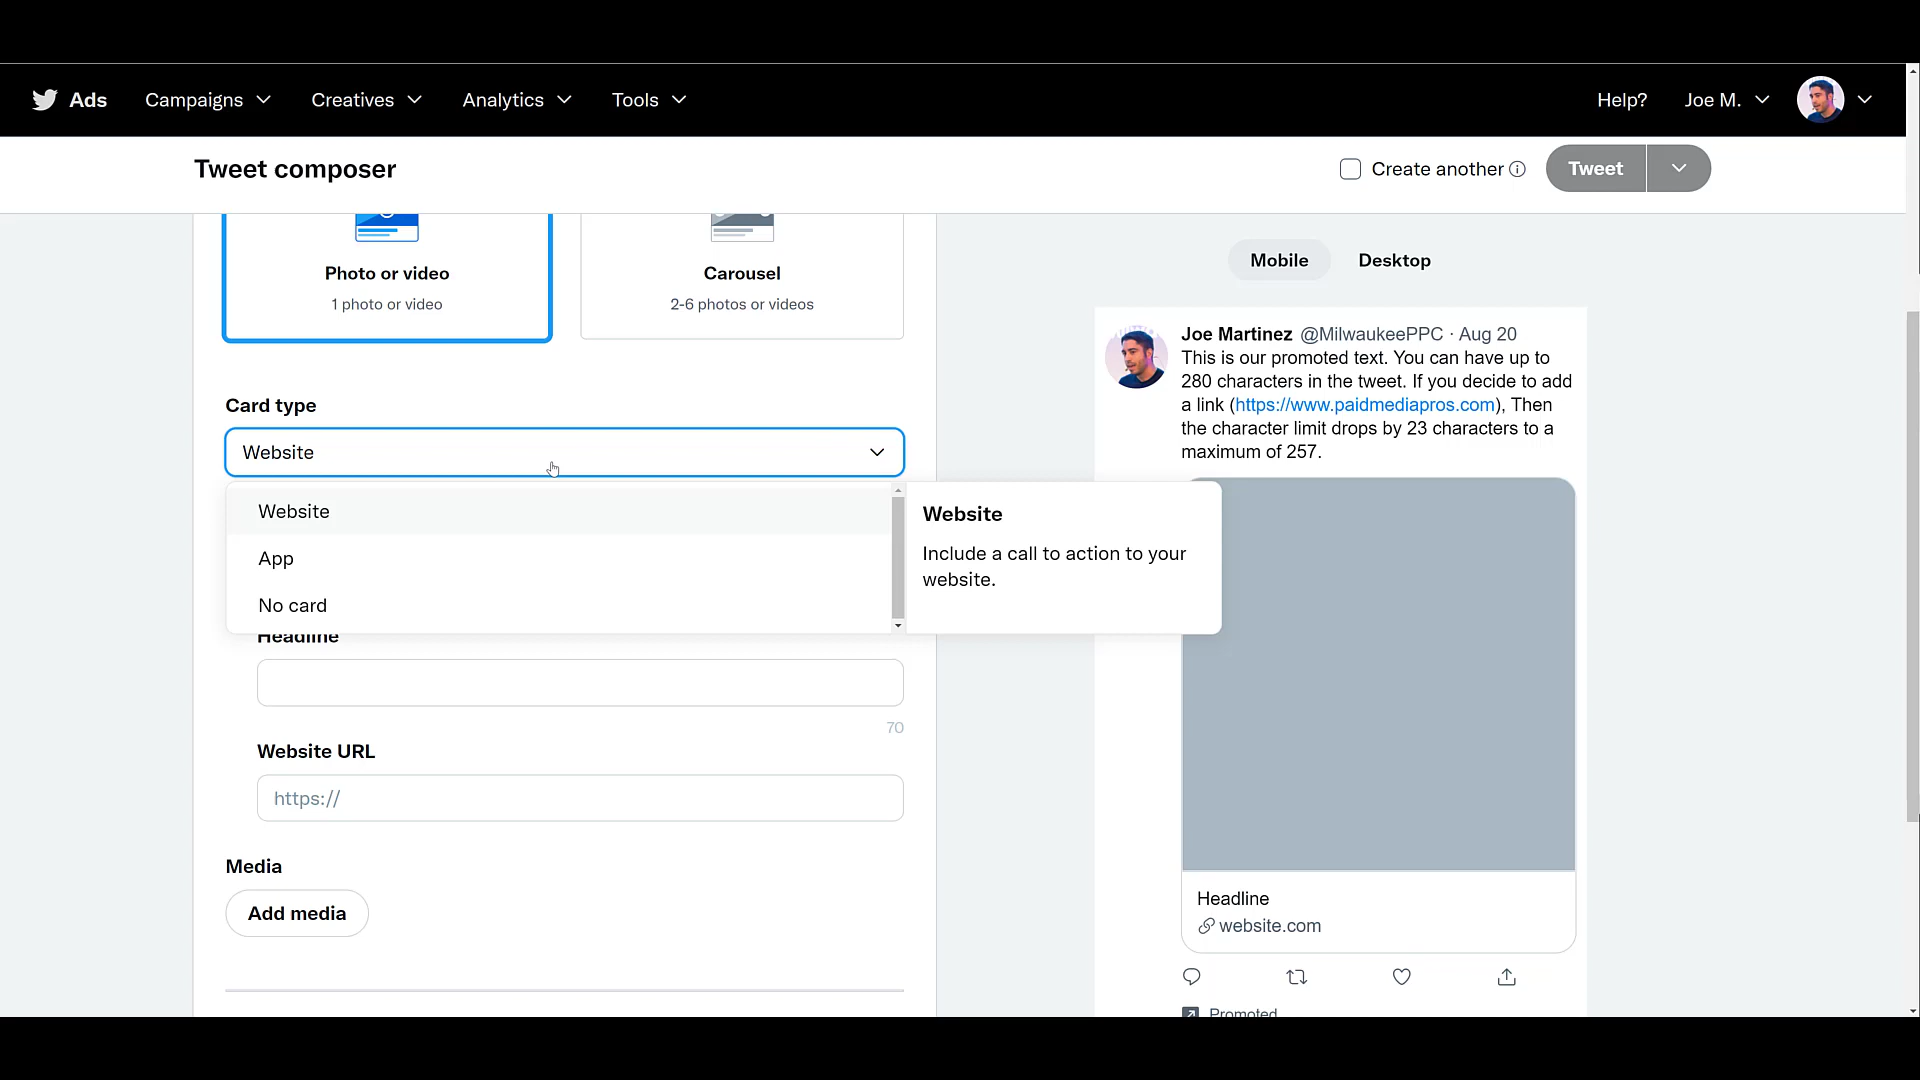 Ads
Campaigns
Creatives
Analytics
Tools
Help?
Joe M.
Tweet composer
Create another
Tweet
Photo or video
1 photo or video
Carousel
2-6 photos or videos
Card type
Website
Website
App
No card
Website
Include a call to action to your
website.
Headline
70
Website URL
https://
Media
Add media
Mobile
Desktop
Joe Martinez @MilwaukeePPC · Aug 20
This is our promoted text. You can have up to
280 characters in the tweet. If you decide to add
a link (https://www.paidmediapros.com), Then
the character limit drops by 23 characters to a
maximum of 257.
Headline
website.com
Promoted